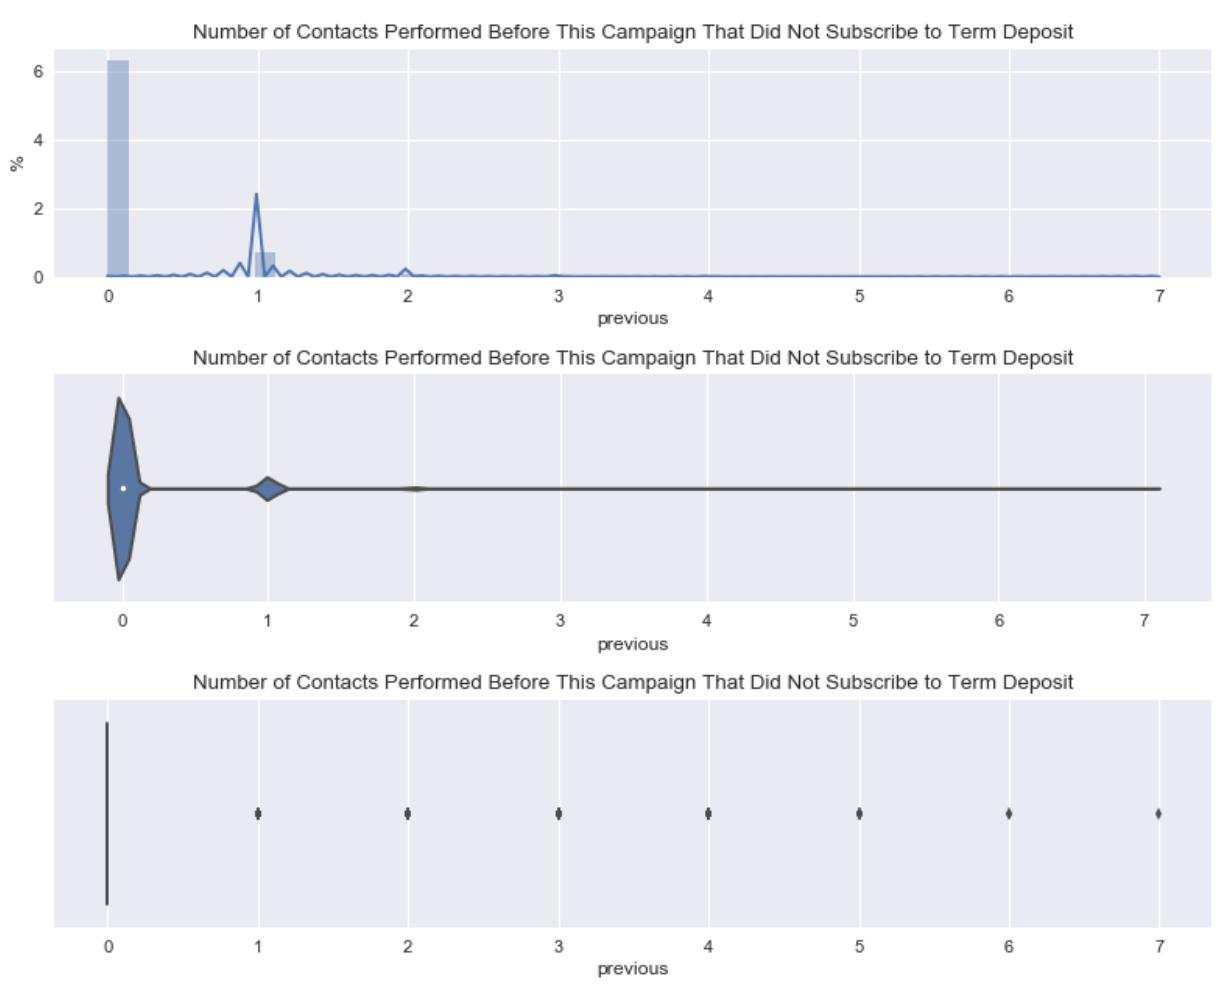 Number of Contacts Performed Before This Campaign That Did Not Subscribe to Term Deposit
6
4
2
0
%
0 1 2 3 4 5 6 7
previous
Number of Contacts Performed Before This Campaign That Did Not Subscribe to Term Deposit
0 1 2 3 4 5 6 7
previous
Number of Contacts Performed Before This Campaign That Did Not Subscribe to Term Deposit
0 1 2 3 4 5 6 7
previous